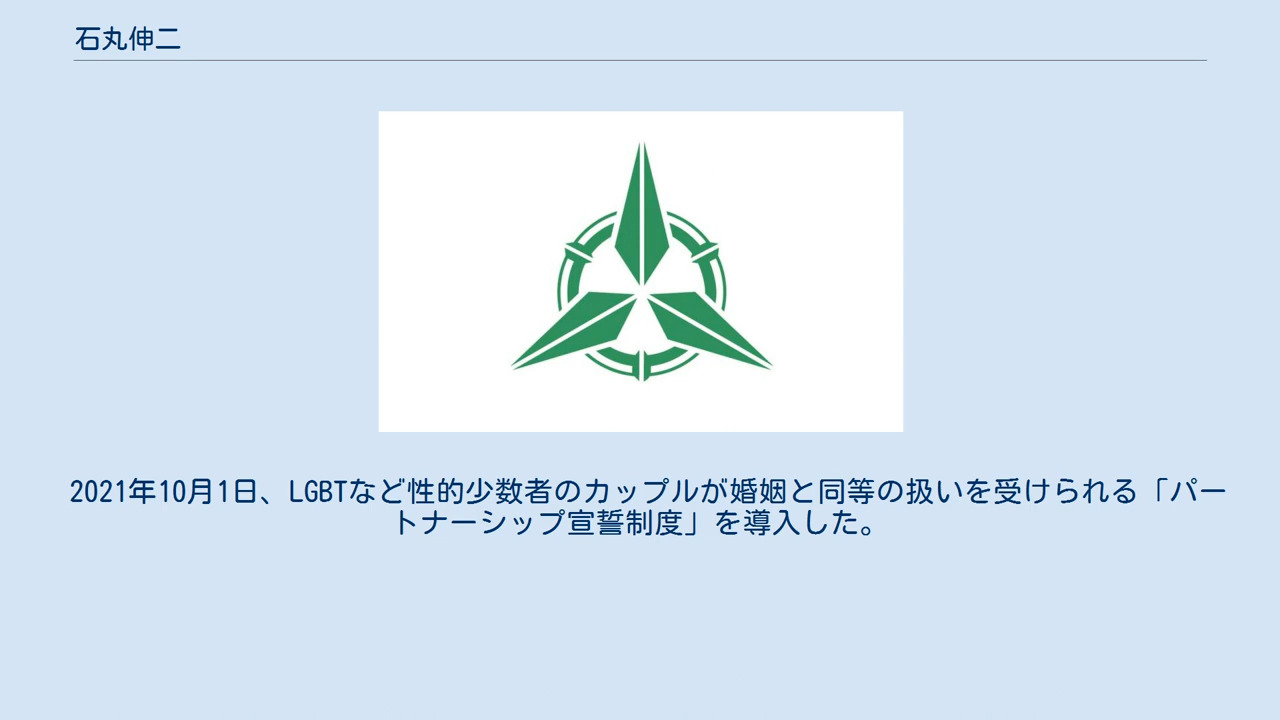 石丸伸二
2021年10月1日、LGBTなど性的少数者のカップルが婚姻と同等の扱いを受けられる「パー
トナーシップ宣誓制度」を導入した。